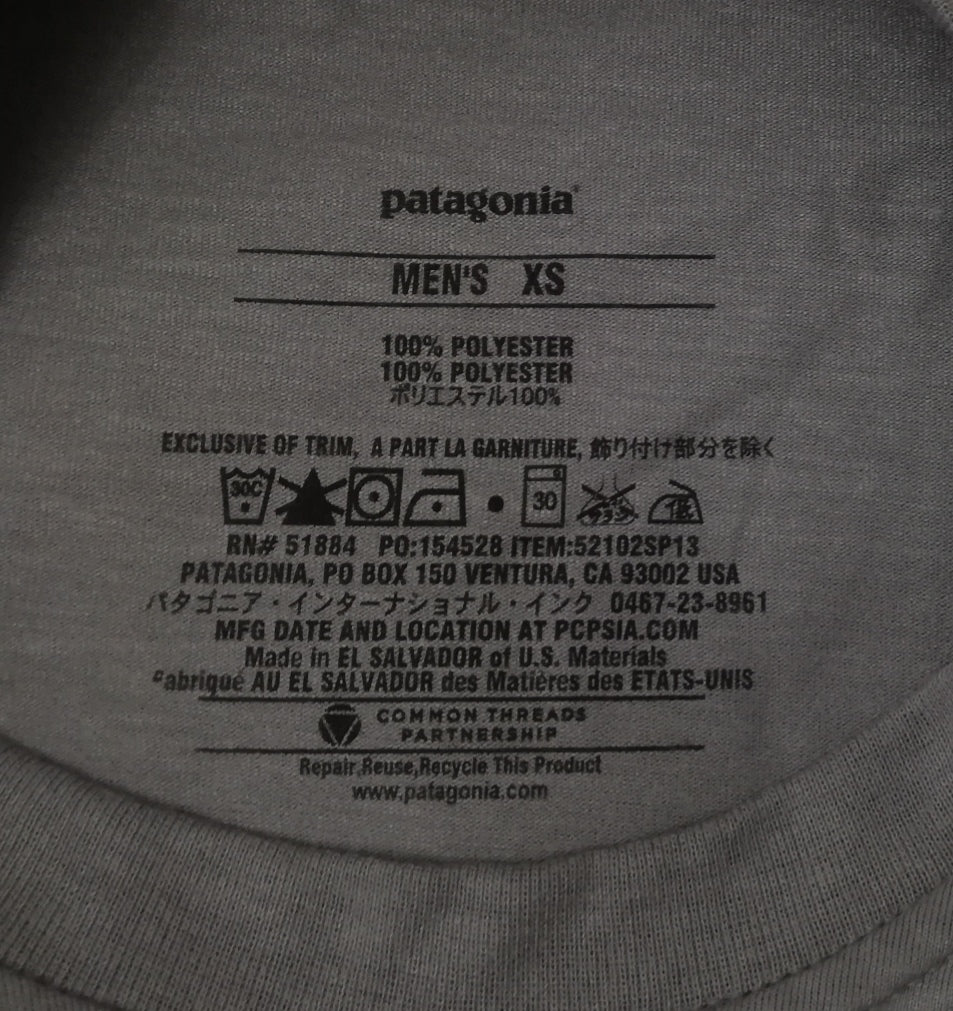 patagonia®
MEN'S XS
100% POLYESTER
100% POLYESTER
ポリエステル100%
EXCLUSIVE OF TRIM, A PART LA GARNITURE, 飾り付け部分を除く
30C 30 低
RN# 51884 PO:154528 ITEM:52102SP13
PATAGONIA, PO BOX 150 VENTURA, CA 93002 USA
パタゴニア・インターナショナル・インク 0467-23-8961
MFG DATE AND LOCATION AT PCPSIA.COM
Made in EL SALVADOR of U.S. Materials
Fabriqué AU EL SALVADOR des Matières des ETATS-UNIS
COMMON THREADS
PARTNERSHIP
Repair,Reuse,Recycle This Product
www.patagonia.com